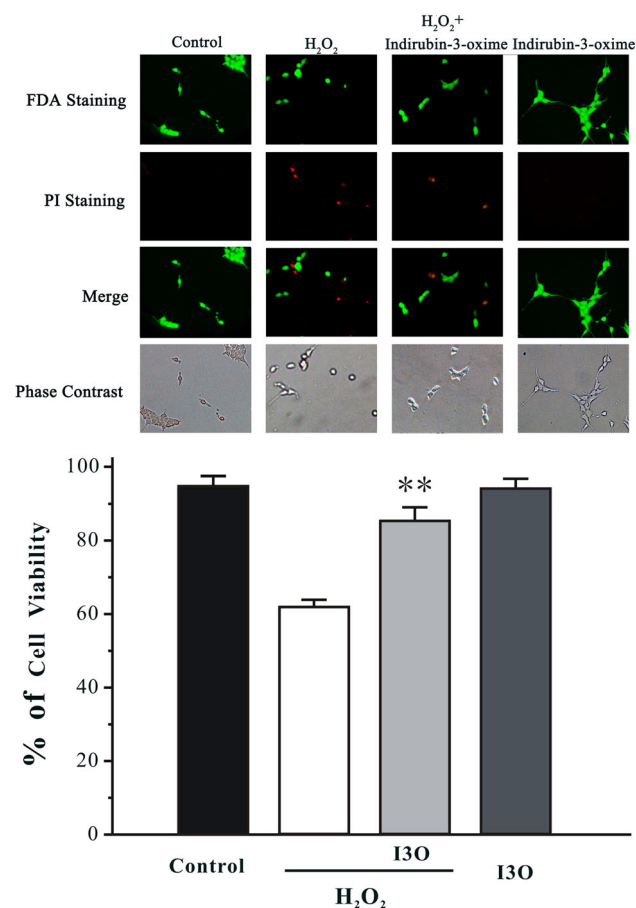 Control
H₂O₂
H₂O₂+
Indirubin-3-oxime
Indirubin-3-oxime
FDA Staining
PI Staining
Merge
Phase Contrast
% of Cell Viability
100
80
60
40
20
0
**
Control
I3O
I3O
H₂O₂